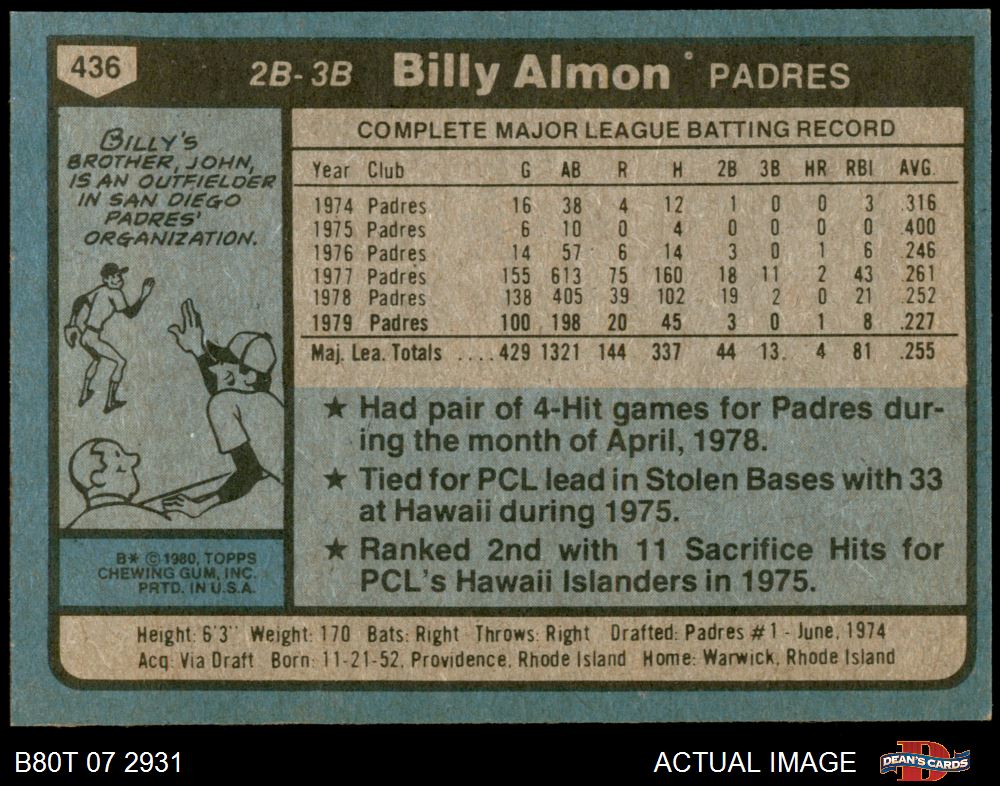 436
2B-3B Billy Almon PADRES
BILLY'S
BROTHER, JOHN,
IS AN OUTFIELDER
IN SAN DIEGO
PADRES'
ORGANIZATION.
B* © 1980, TOPPS
CHEWING GUM, INC.
PRTD. IN U.S.A.
COMPLETE MAJOR LEAGUE BATTING RECORD
Year Club G AB R H 2B 3B HR RBI AVG.
1974 Padres 16 38 4 12 1 0 0 3 .316
1975 Padres 6 10 0 4 0 0 0 0 .400
1976 Padres 14 57 6 14 3 0 1 6 .246
1977 Padres 155 613 75 160 18 11 2 43 .261
1978 Padres 138 405 39 102 19 2 0 21 .252
1979 Padres 100 198 20 45 3 0 1 8 .227
Maj. Lea. Totals ....429 1321 144 337 44 13 4 81 .255
★ Had pair of 4-Hit games for Padres dur-
ing the month of April, 1978.
★ Tied for PCL lead in Stolen Bases with 33
at Hawaii during 1975.
★ Ranked 2nd with 11 Sacrifice Hits for
PCL's Hawaii Islanders in 1975.
Height: 6'3" Weight: 170 Bats: Right Throws: Right Drafted: Padres #1 - June, 1974
Acq: Via Draft Born: 11-21-52, Providence, Rhode Island Home: Warwick, Rhode Island
B80T 07 2931
ACTUAL IMAGE
DEAN'S CARDS